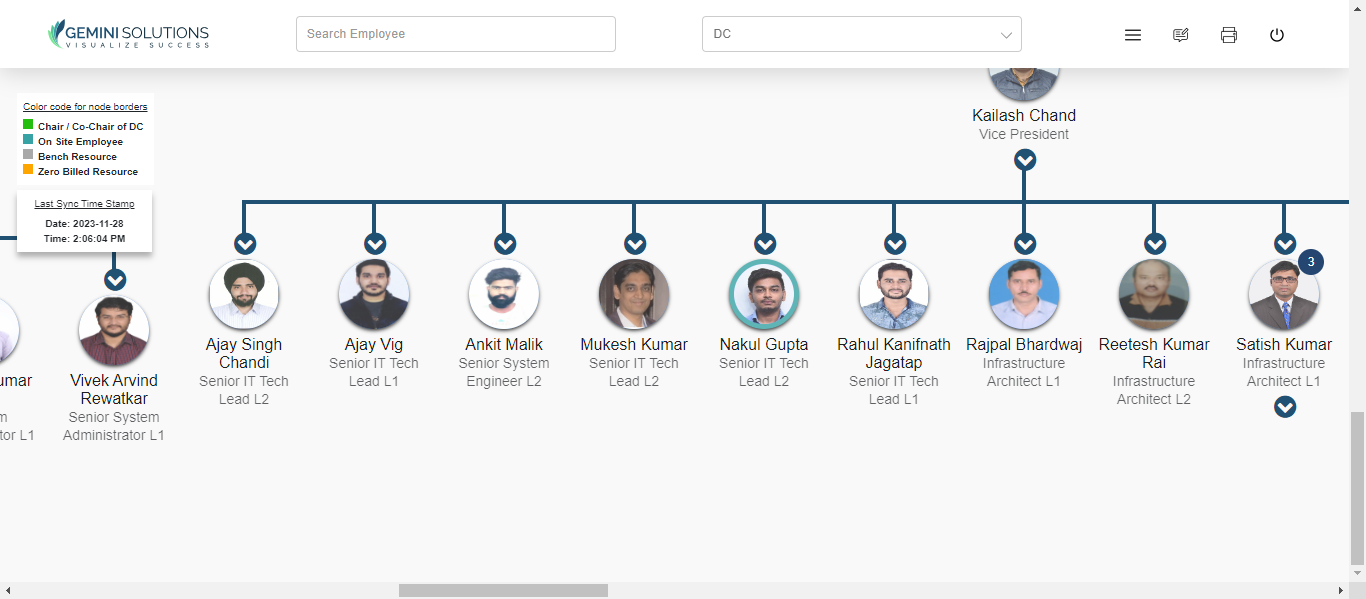 GEMINI SOLUTIONS
VISUALIZE SUCCESS
Search Employee
DC
Color code for node borders
Chair / Co-Chair of DC
On Site Employee
Bench Resource
Zero Billed Resource
Last Sync Time Stamp
Date: 2023-11-28
Time: 2:06:04 PM
Kailash Chand
Vice President
umar
m
tor L1
Vivek Arvind
Rewatkar
Senior System
Administrator L1
Ajay Singh
Chandi
Senior IT Tech
Lead L2
Ajay Vig
Senior IT Tech
Lead L1
Ankit Malik
Senior System
Engineer L2
Mukesh Kumar
Senior IT Tech
Lead L2
Nakul Gupta
Senior IT Tech
Lead L2
Rahul Kanifnath
Jagatap
Senior IT Tech
Lead L1
Rajpal Bhardwaj
Infrastructure
Architect L1
Reetesh Kumar
Rai
Infrastructure
Architect L2
3
Satish Kumar
Infrastructure
Architect L1